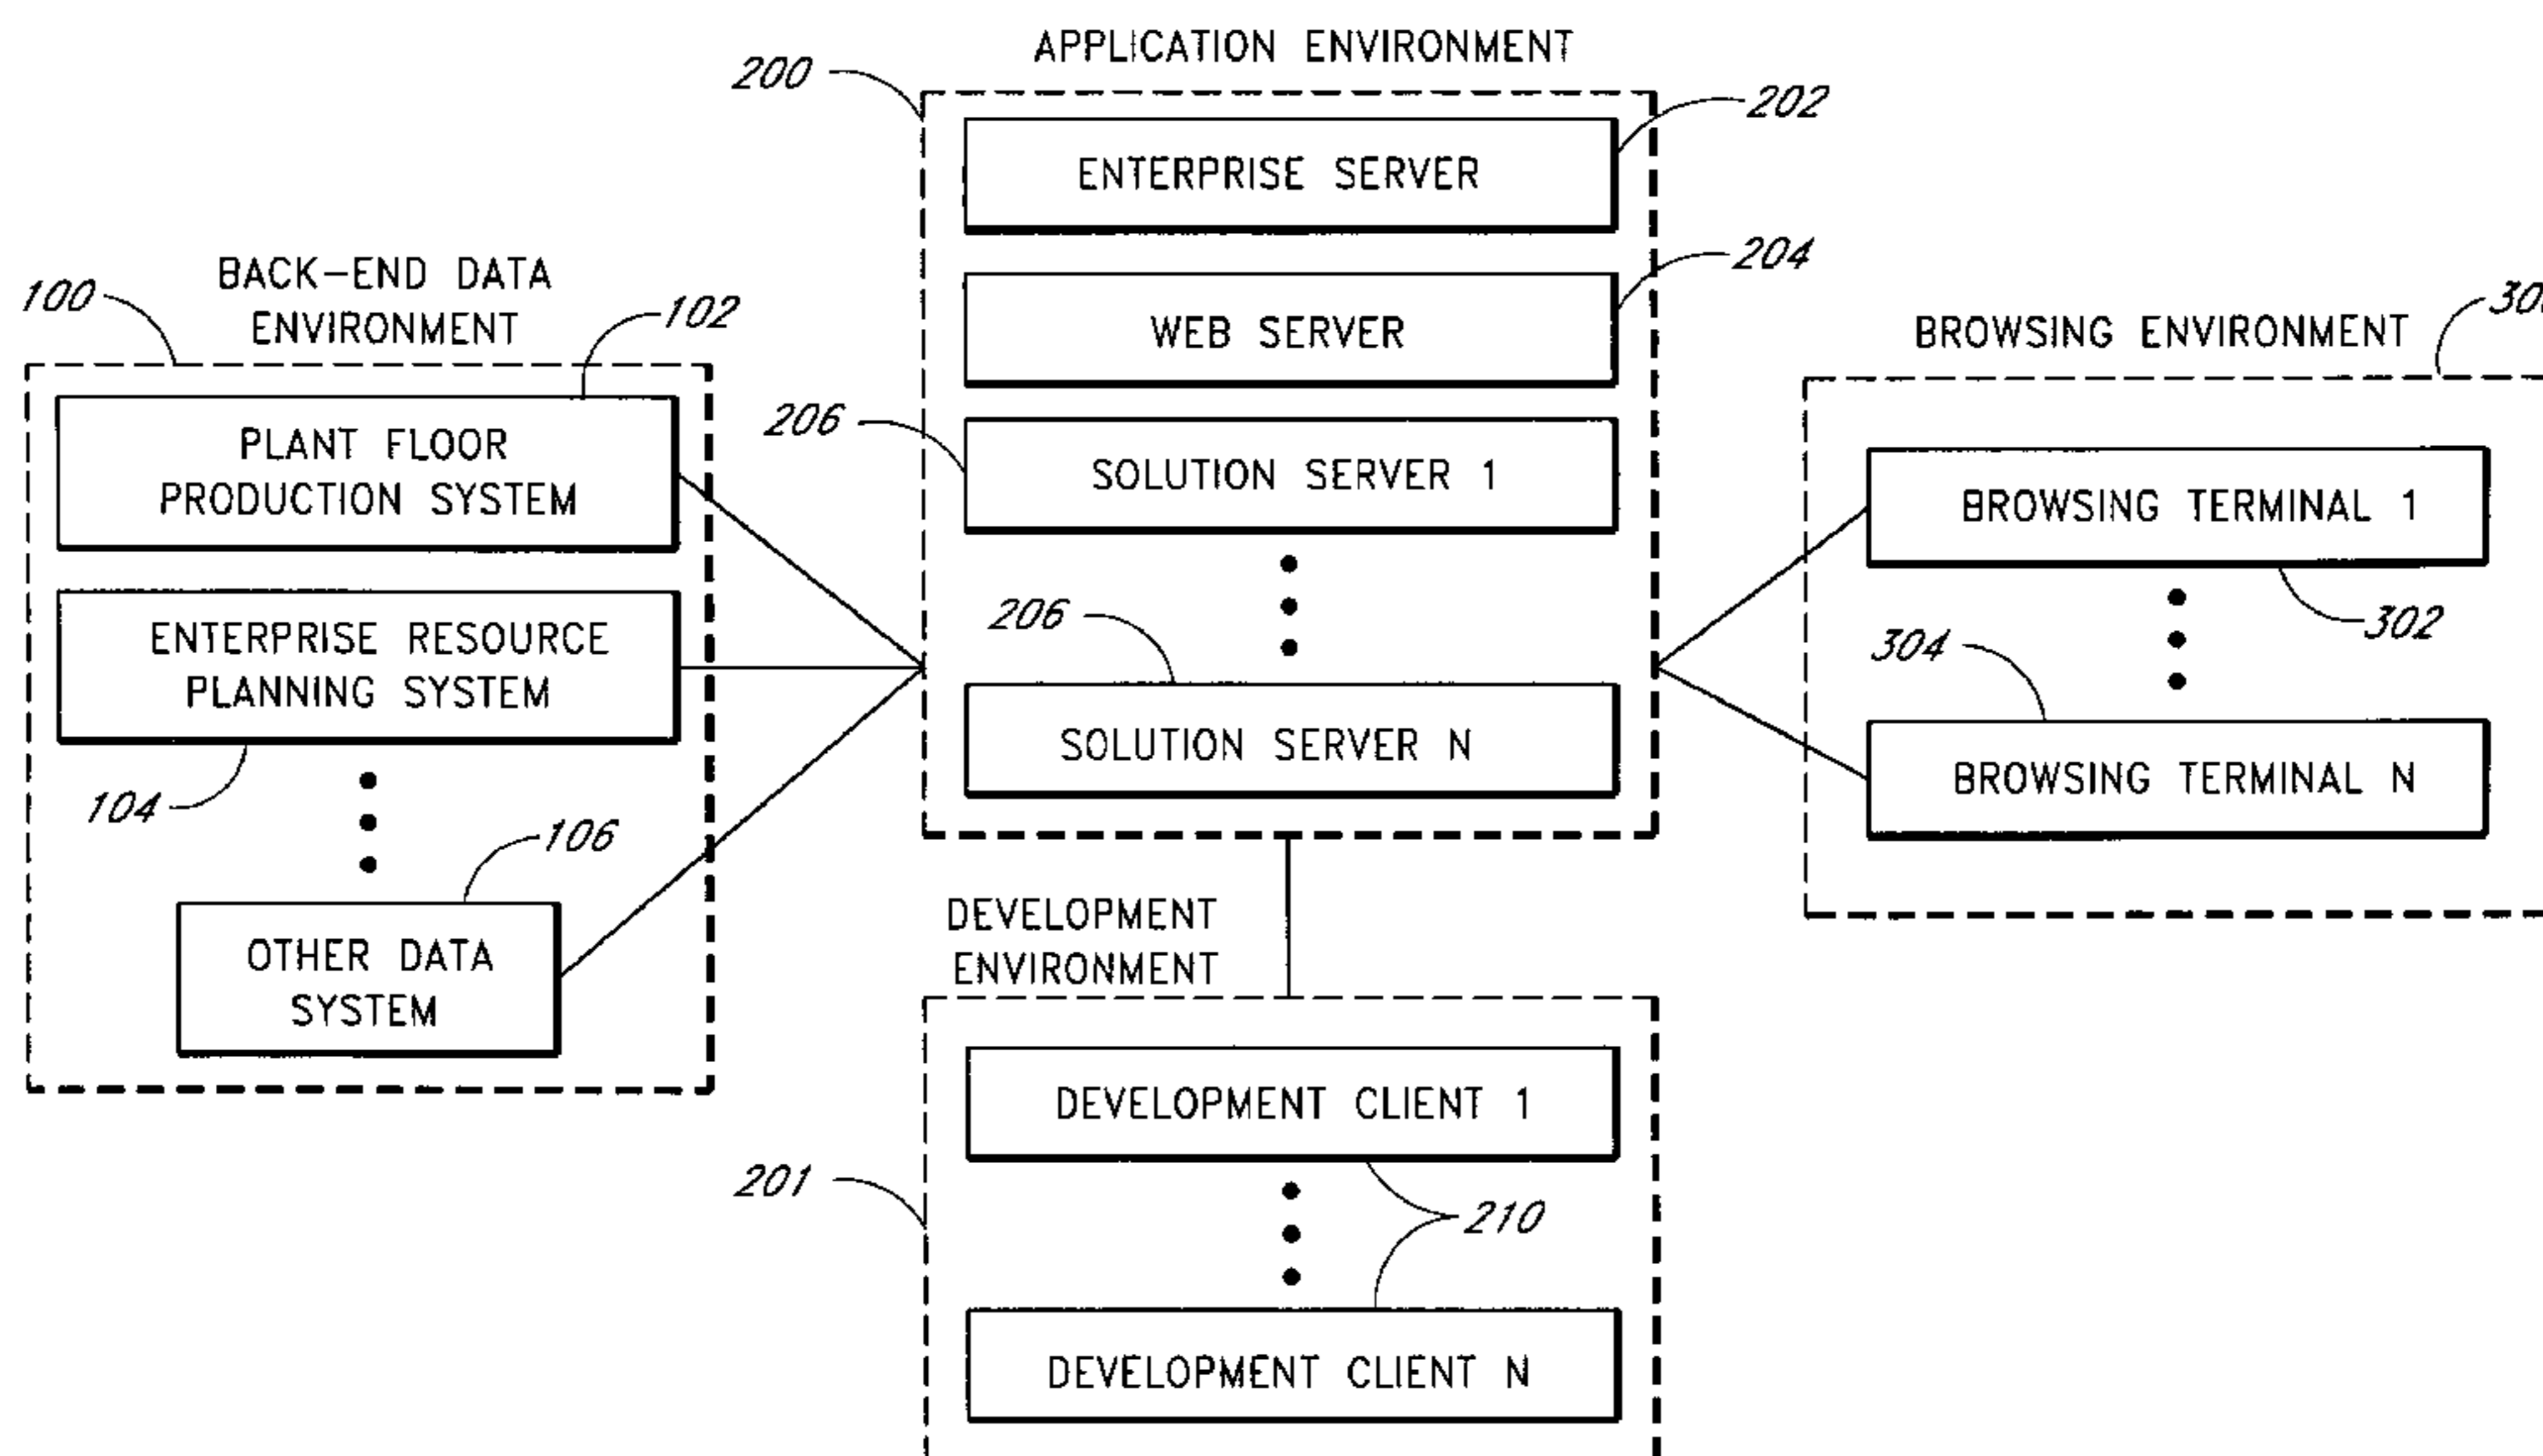 APPLICATION ENVIRONMENT
200
202
ENTERPRISE SERVER
204
WEB SERVER
206
SOLUTION SERVER 1
206
SOLUTION SERVER N
BACK-END DATA
ENVIRONMENT
100
102
PLANT FLOOR
PRODUCTION SYSTEM
ENTERPRISE RESOURCE
PLANNING SYSTEM
104
106
OTHER DATA
SYSTEM
BROWSING ENVIRONMENT
BROWSING TERMINAL 1
302
304
BROWSING TERMINAL N
DEVELOPMENT
ENVIRONMENT
201
DEVELOPMENT CLIENT 1
210
DEVELOPMENT CLIENT N